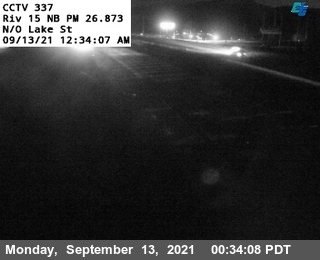 CCTV 337
Riv 15 NB PM 26.873
N/O Lake St
09/13/21 12:34:07 AM
Monday, September 13, 2021 00:34:08 PDT